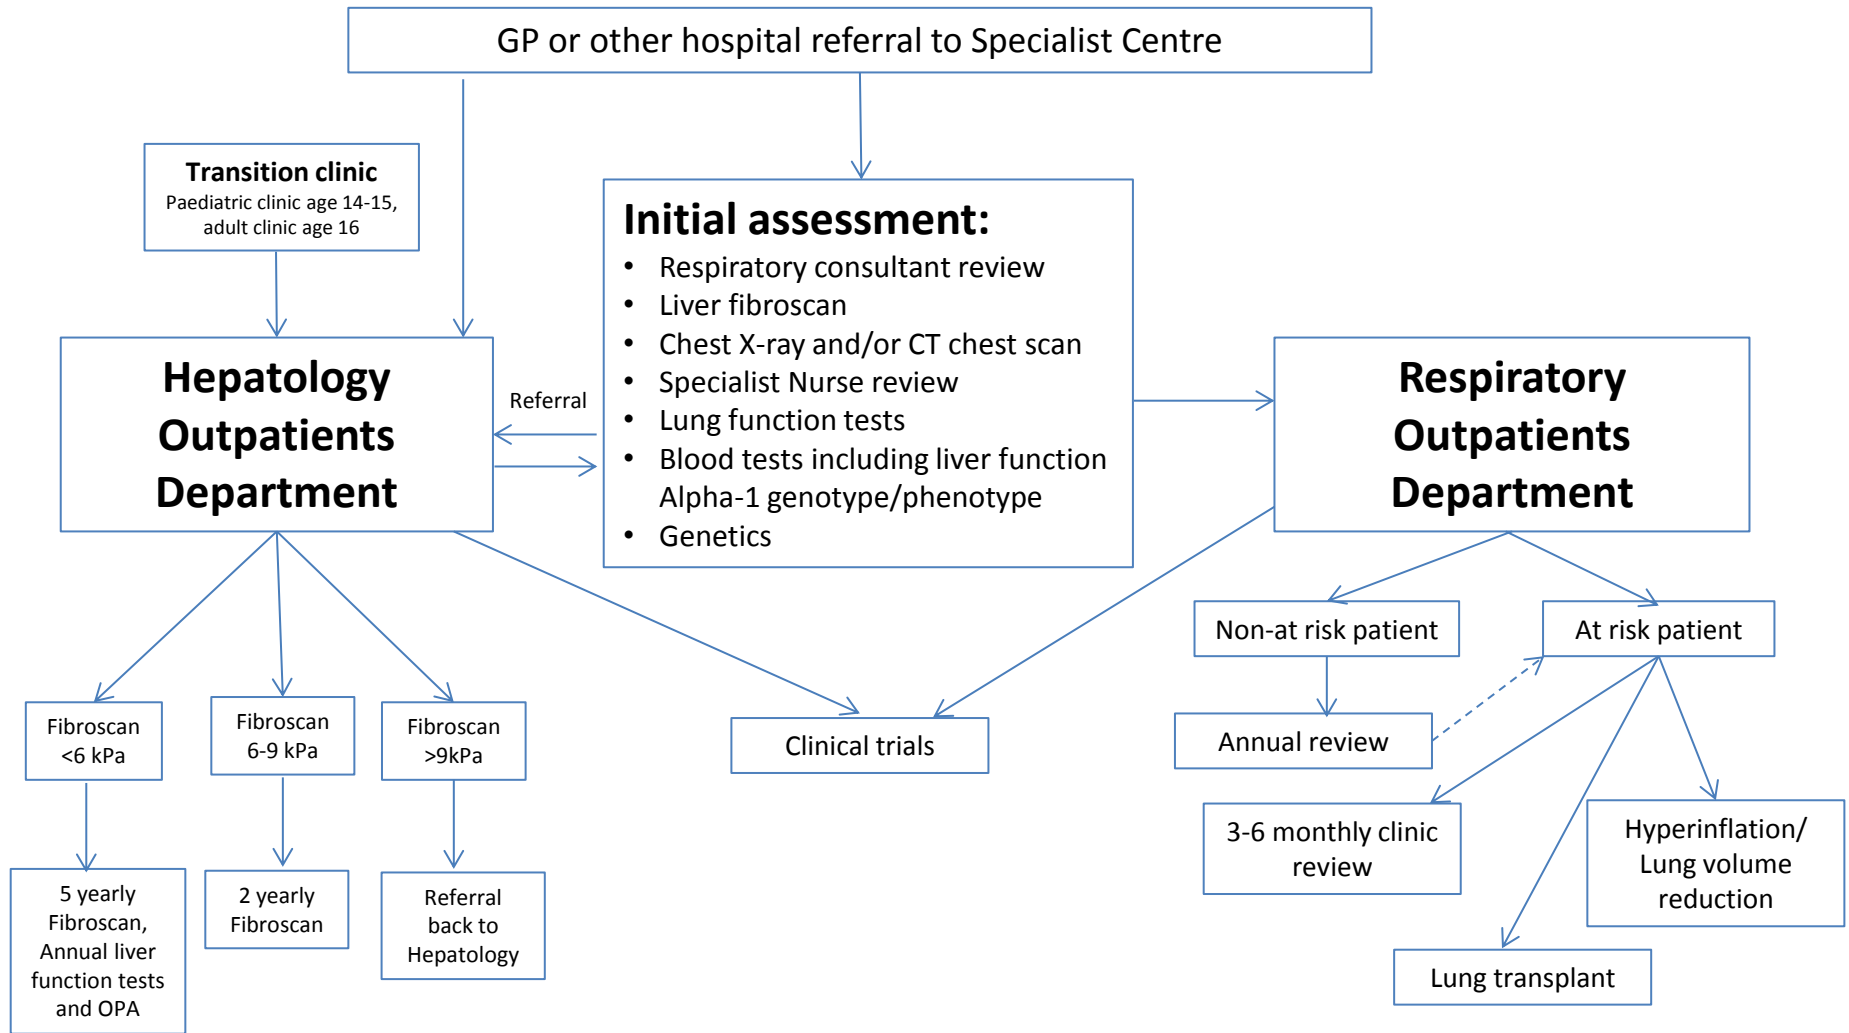 GP or other hospital referral to Specialist Centre
Transition clinic
Paediatric clinic age 14-15,
adult clinic age 16
Initial assessment:
• Respiratory consultant review
• Liver fibroscan
• Chest X-ray and/or CT chest scan
• Specialist Nurse review
• Lung function tests
• Blood tests including liver function
Alpha-1 genotype/phenotype
• Genetics
Hepatology
Outpatients
Department
Referral
Respiratory
Outpatients
Department
Non-at risk patient
At risk patient
Fibroscan
<6 kPa
Fibroscan
6-9 kPa
Fibroscan
>9kPa
Clinical trials
Annual review
3-6 monthly clinic
review
Hyperinflation/
Lung volume
reduction
5 yearly
Fibroscan,
Annual liver
function tests
and OPA
2 yearly
Fibroscan
Referral
back to
Hepatology
Lung transplant